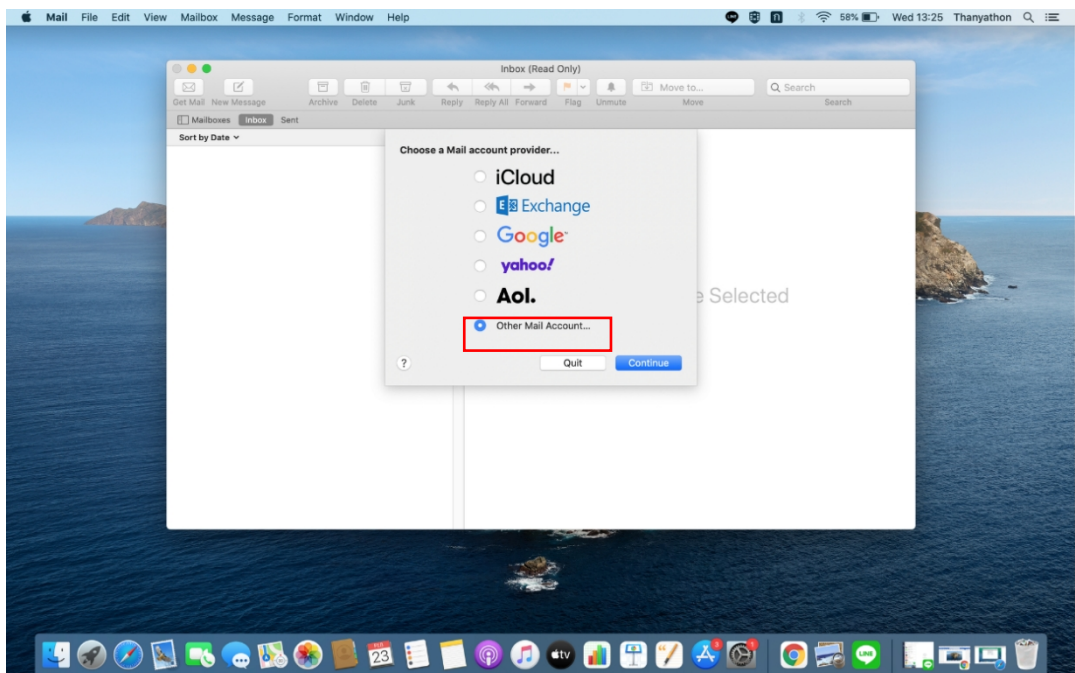 Mail File Edit View Mailbox Message Format Window Help
LINE 58% Wed 13:25 Thanyathon
Inbox (Read Only)
Move to...
Search
Get Mail New Message Archive Delete Junk Reply Reply All Forward Flag Unmute Move Search
Mailboxes Inbox Sent
Sort by Date
Choose a Mail account provider...
iCloud
E Exchange
Google
yahoo!
Aol.
e Selected
Other Mail Account...
? Quit Continue
23 tv LINE